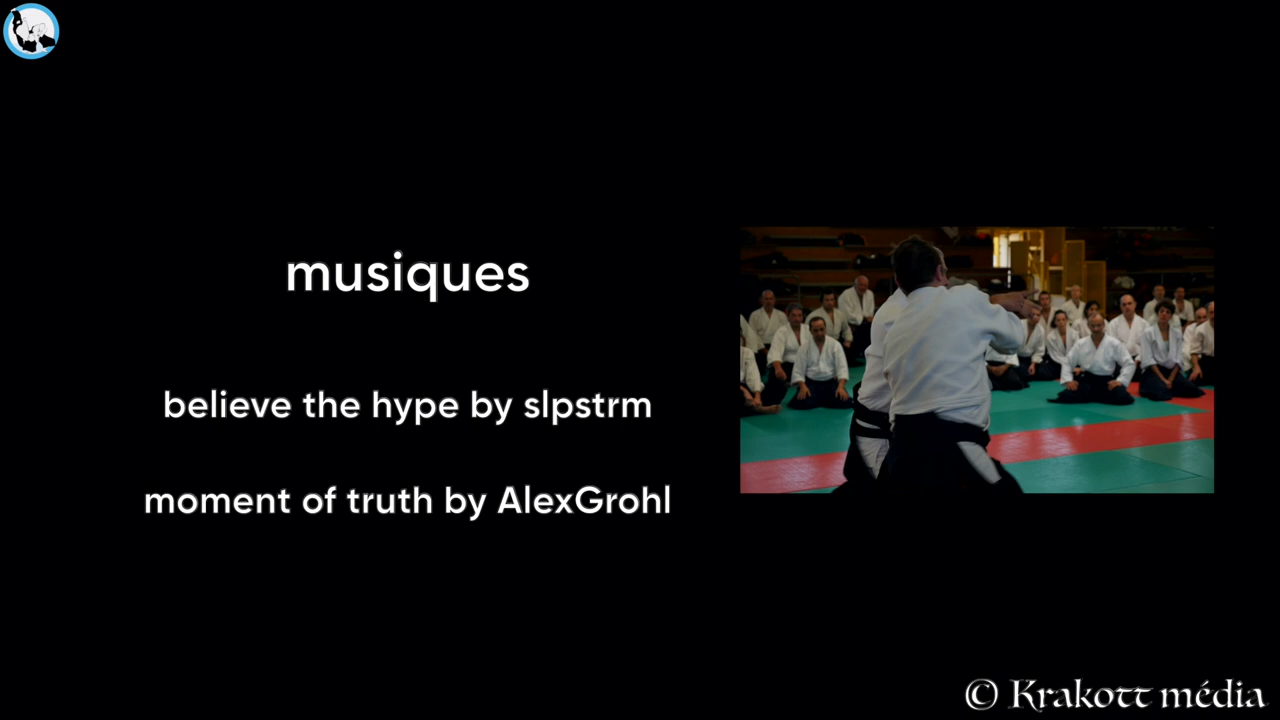 musiques
believe the hype by slpstrm
moment of truth by AlexGrohl
© Krakott média